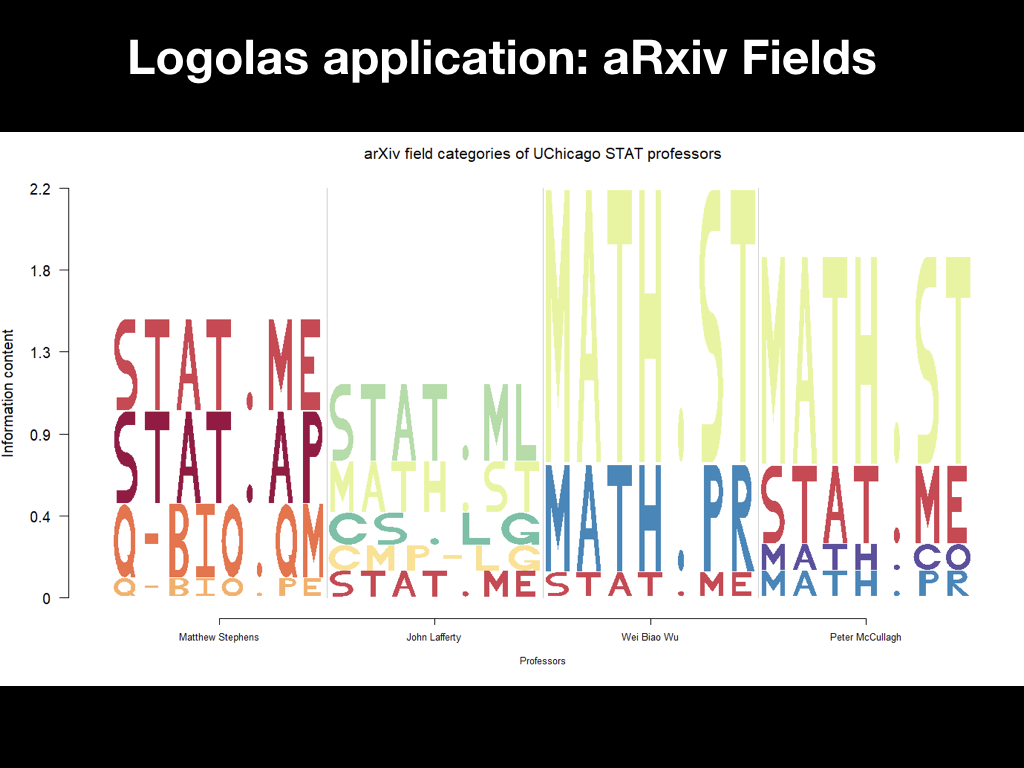 Logolas application: aRxiv Fields
arXiv field categories of UChicago STAT professors
Information content
2.2
1.8
1.3
0.9
0.4
0
STAT.ME
STAT.AP
Q-BIO.QM
Q-BIO.PE
STAT.ML
MATH.ST
CS.LG
CMP-LG
STAT.ME
MATH.ST
MATH.PR
STAT.ME
MATH.ST
STAT.ME
MATH.CO
MATH.PR
Matthew Stephens
John Lafferty
Wei Biao Wu
Peter McCullagh
Professors